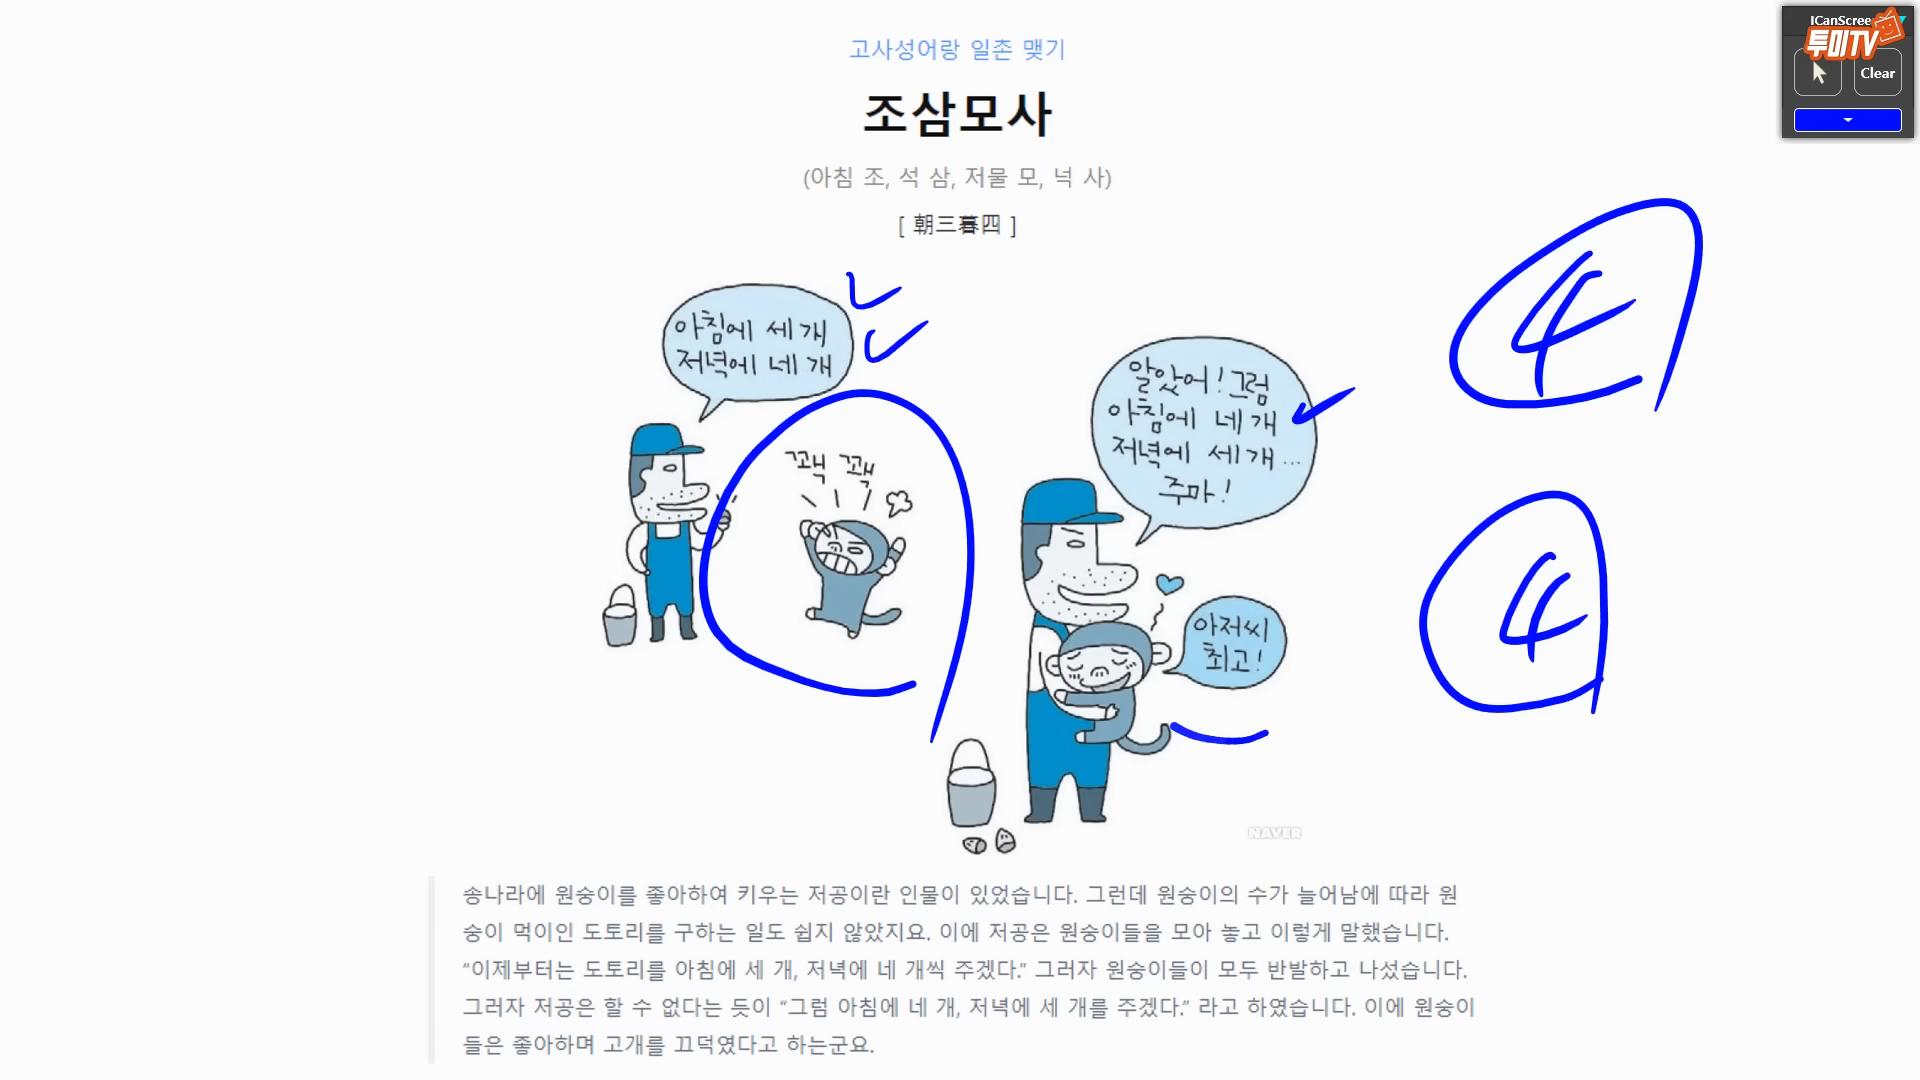 고사성어랑 일촌 맺기
조삼모사
(아침 조, 석 삼, 저물 모, 넉 사)
[ 朝三暮四 ]
아침에 세 개
저녁에 네 개
꽥 꽥
알았어! 그럼
아침에 네 개
저녁에 세 개...
주마!
아저씨
최고!
4
4
NAVER
송나라에 원숭이를 좋아하여 키우는 저공이란 인물이 있었습니다. 그런데 원숭이의 수가 늘어남에 따라 원
숭이 먹이인 도토리를 구하는 일도 쉽지 않았지요. 이에 저공은 원숭이들을 모아 놓고 이렇게 말했습니다.
“이제부터는 도토리를 아침에 세 개, 저녁에 네 개씩 주겠다.” 그러자 원숭이들이 모두 반발하고 나섰습니다.
그러자 저공은 할 수 없다는 듯이 “그럼 아침에 네 개, 저녁에 세 개를 주겠다.” 라고 하였습니다. 이에 원숭이
들은 좋아하며 고개를 끄덕였다고 하는군요.
ICanScree
투미TV
Clear